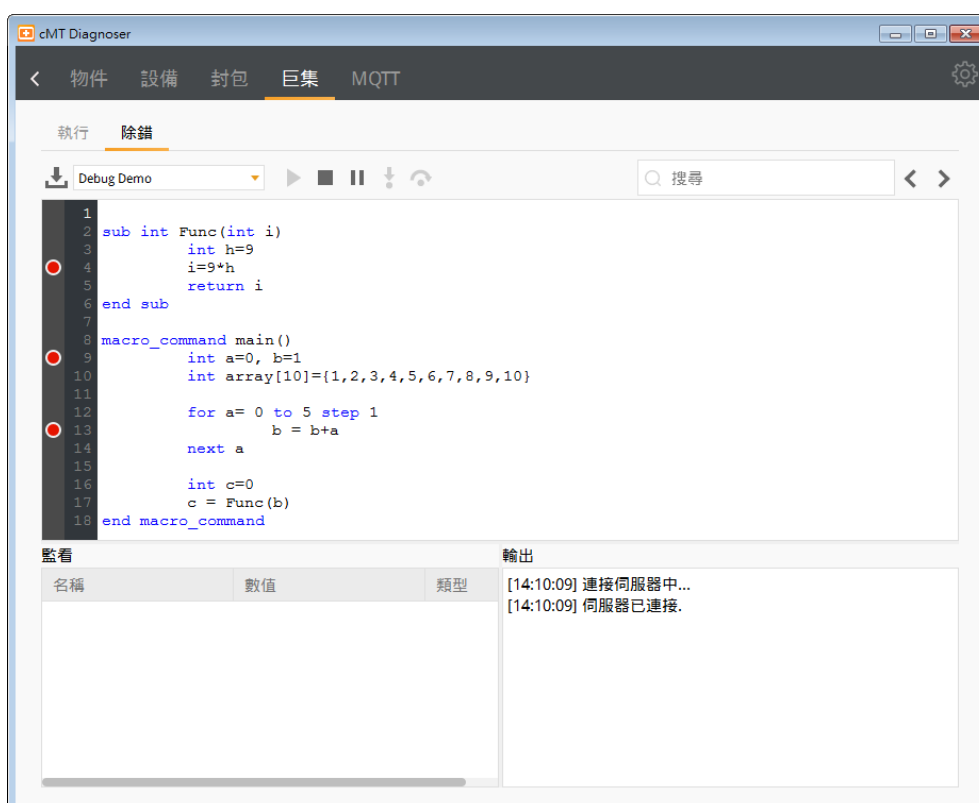 cMT Diagnoser
物件 設備 封包 巨集 MQTT
執行 除錯
Debug Demo 搜尋
1
2 sub int Func(int i)
3 int h=9
4 i=9*h
5 return i
6 end sub
7
8 macro_command main()
9 int a=0, b=1
10 int array[10]={1,2,3,4,5,6,7,8,9,10}
11
12 for a= 0 to 5 step 1
13 b = b+a
14 next a
15
16 int c=0
17 c = Func(b)
18 end macro_command
監看
名稱 數值 類型
輸出
[14:10:09] 連接伺服器中...
[14:10:09] 伺服器已連接.